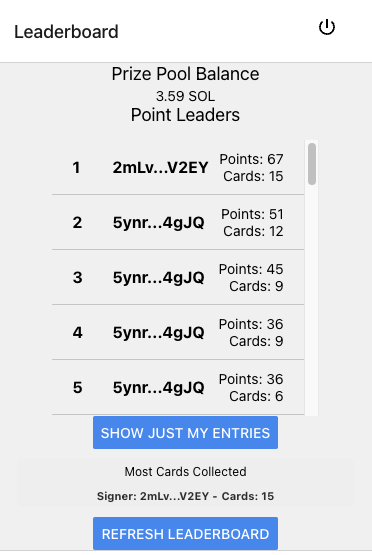 Leaderboard
Prize Pool Balance
3.59 SOL
Point Leaders
1 2mLv...V2EY Points: 67
Cards: 15
2 5ynr...4gJQ Points: 51
Cards: 12
3 5ynr...4gJQ Points: 45
Cards: 9
4 5ynr...4gJQ Points: 36
Cards: 9
5 5ynr...4gJQ Points: 36
Cards: 6
SHOW JUST MY ENTRIES
Most Cards Collected
Signer: 2mLv...V2EY - Cards: 15
REFRESH LEADERBOARD